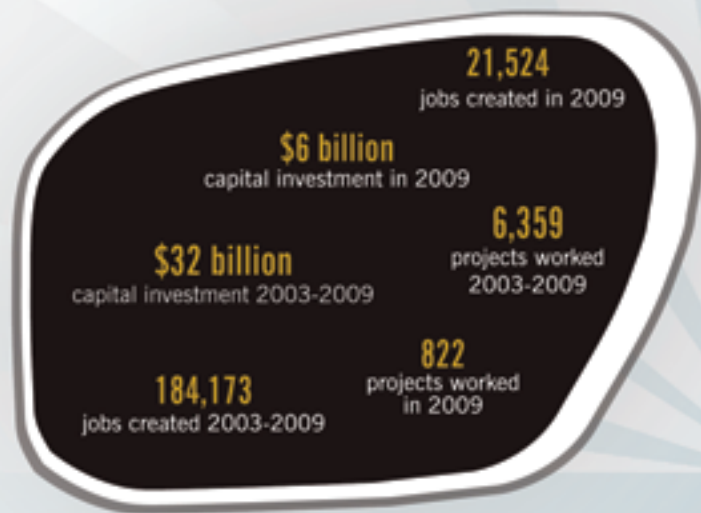 21,524
jobs created in 2009
$6 billion
capital investment in 2009
6,359
projects worked
2003-2009
$32 billion
capital investment 2003-2009
822
projects worked
in 2009
184,173
jobs created 2003-2009